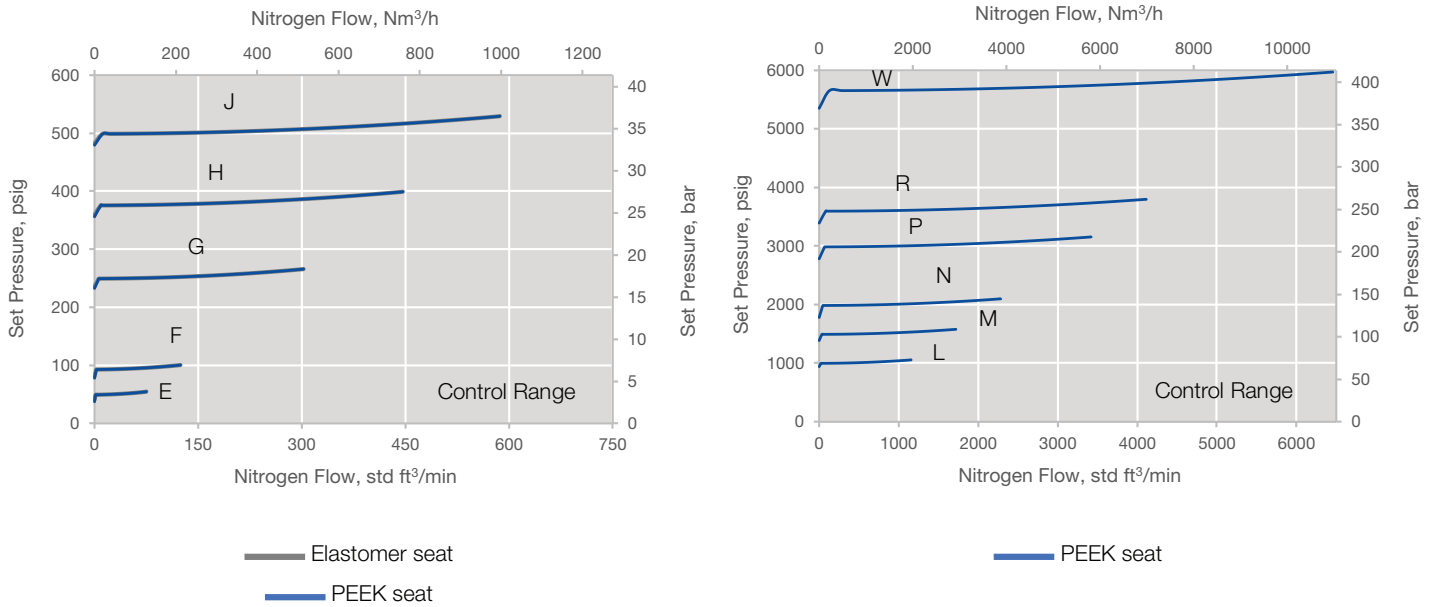 Nitrogen Flow, Nm³/h
0 200 400 600 800 1000 1200
600
500
400
300
200
100
0
Set Pressure, psig
J
H
G
F
E
Control Range
40
35
30
25
20
15
10
5
0
Set Pressure, bar
0 150 300 450 600 750
Nitrogen Flow, std ft³/min
Elastomer seat
PEEK seat
Nitrogen Flow, Nm³/h
0 2000 4000 6000 8000 10000
6000
5000
4000
3000
2000
1000
0
Set Pressure, psig
W
R
P
N
M
L
Control Range
400
350
300
250
200
150
100
50
0
Set Pressure, bar
0 1000 2000 3000 4000 5000 6000
Nitrogen Flow, std ft³/min
PEEK seat